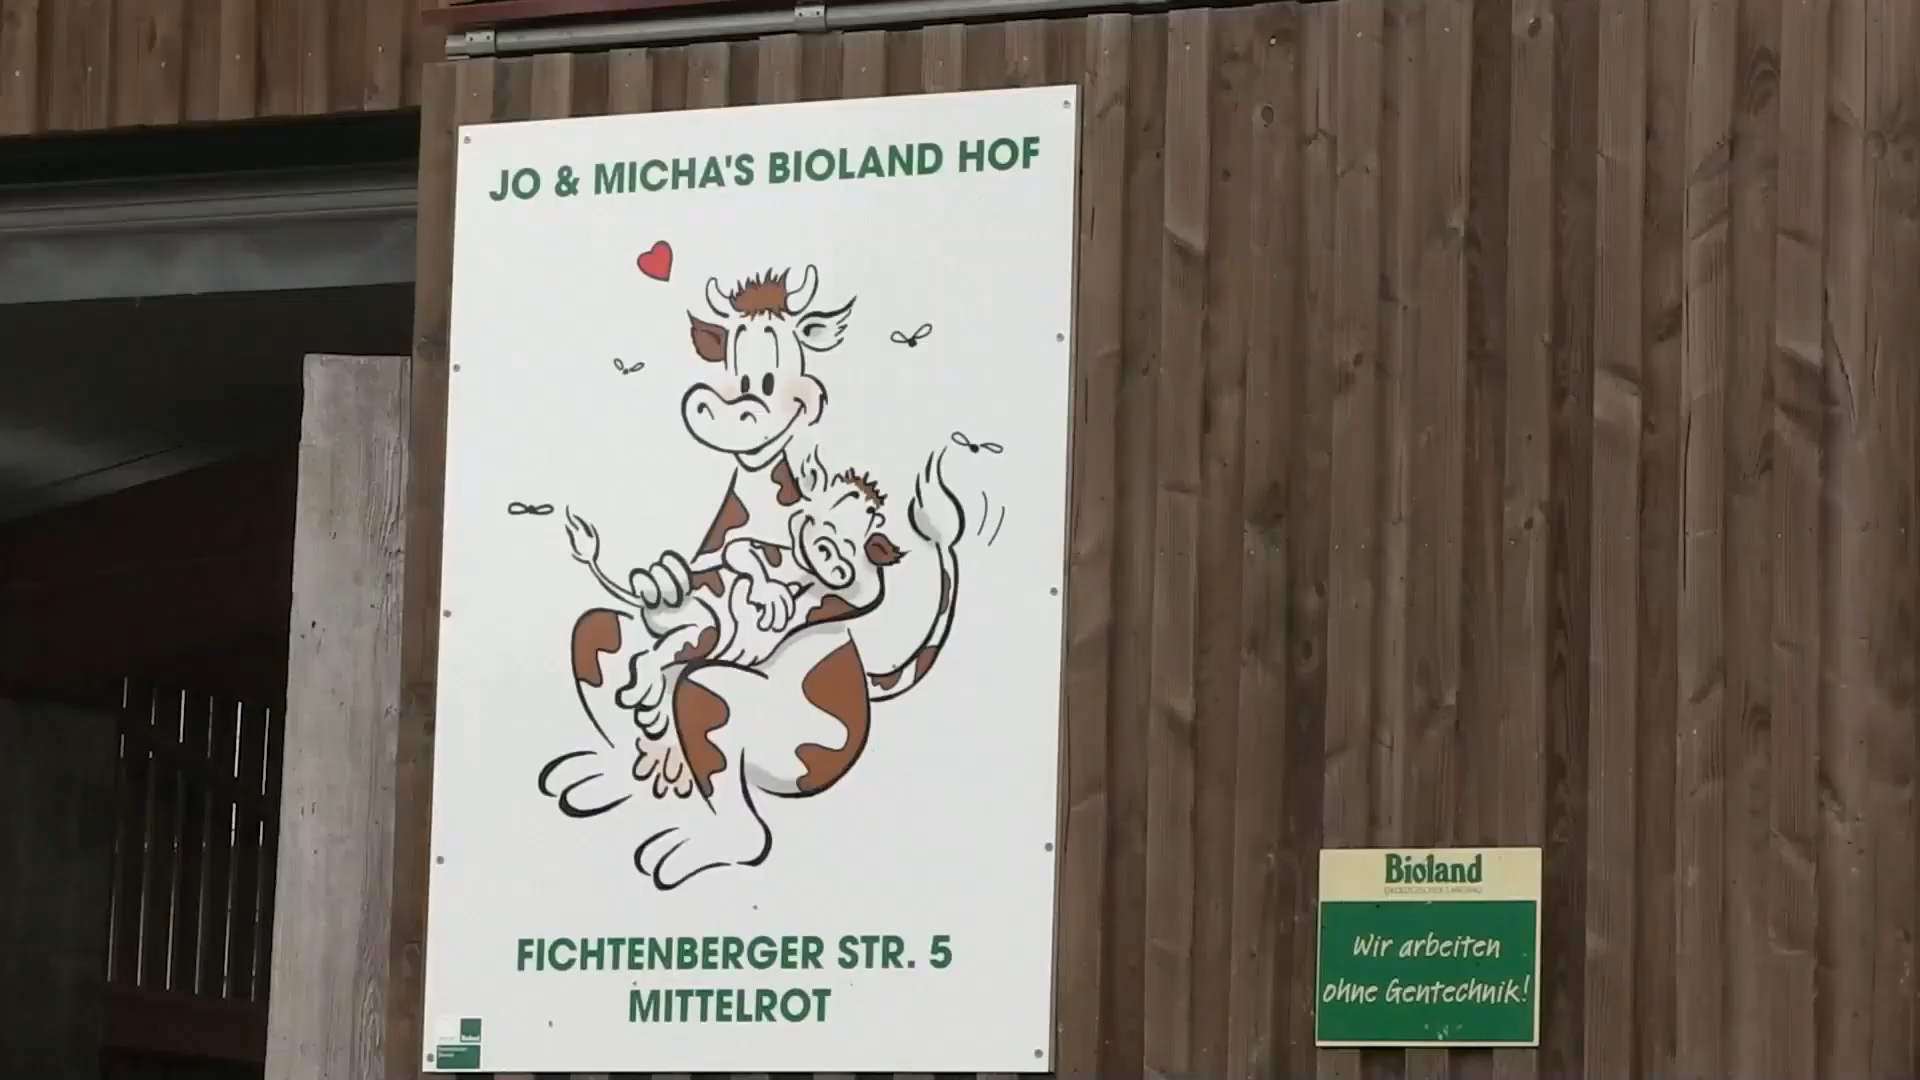 JO & MICHA'S BIOLAND HOF
FICHTENBERGER STR. 5
MITTELROT
Bioland
Wir arbeiten
ohne Gentechnik!